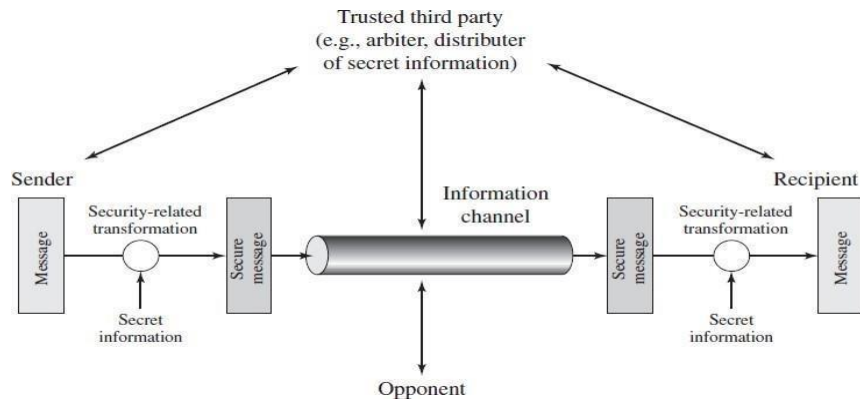 Trusted third party
(e.g., arbiter, distributer
of secret information)
Sender
Recipient
Information
channel
Security-related
transformation
Security-related
transformation
Message
Secure
message
Secure
message
Message
Secret
information
Secret
information
Opponent